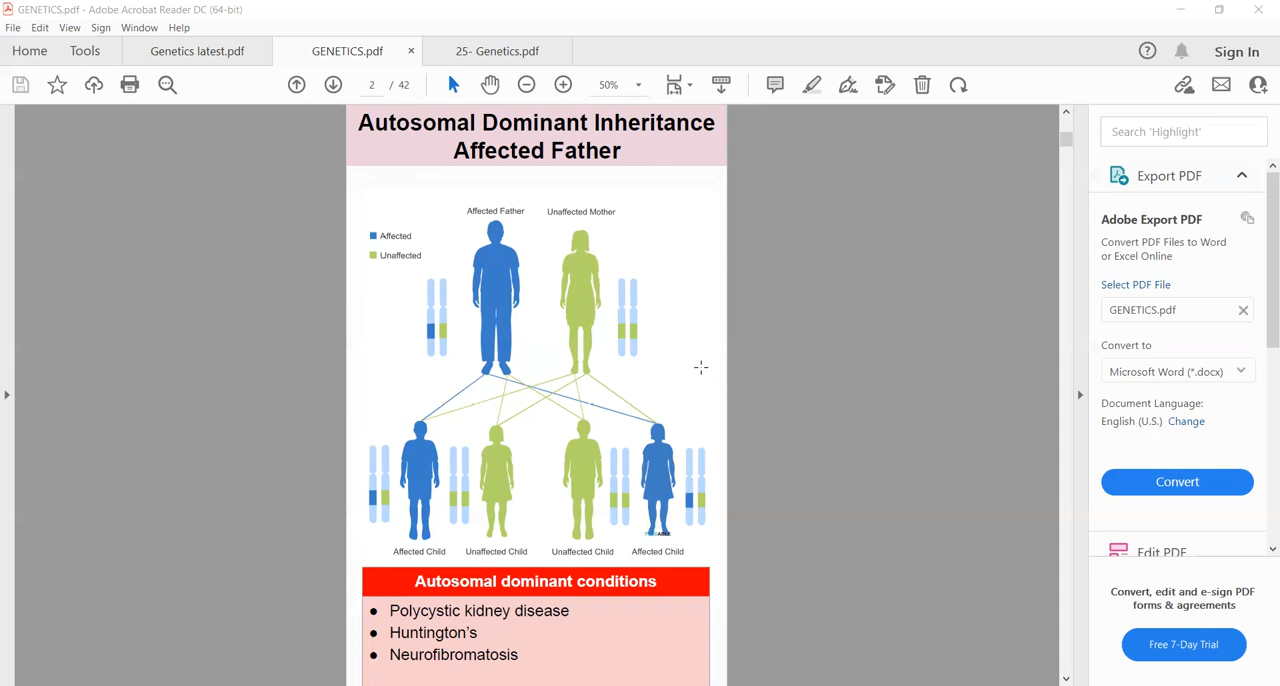 GENETICS.pdf - Adobe Acrobat Reader DC (64-bit)
File Edit View Sign Window Help
Home Tools Genetics latest.pdf GENETICS.pdf × 25- Genetics.pdf Sign In
2 / 42 50%
Autosomal Dominant Inheritance
Affected Father
Affected Father Unaffected Mother
Affected
Unaffected
Affected Child Unaffected Child Unaffected Child Affected Child
Autosomal dominant conditions
● Polycystic kidney disease
● Huntington’s
● Neurofibromatosis
Search 'Highlight'
Export PDF
Adobe Export PDF
Convert PDF Files to Word
or Excel Online
Select PDF File
GENETICS.pdf
Convert to
Microsoft Word (*.docx)
Document Language:
English (U.S.) Change
Convert
Edit PDF
Convert, edit and e-sign PDF
forms & agreements
Free 7-Day Trial